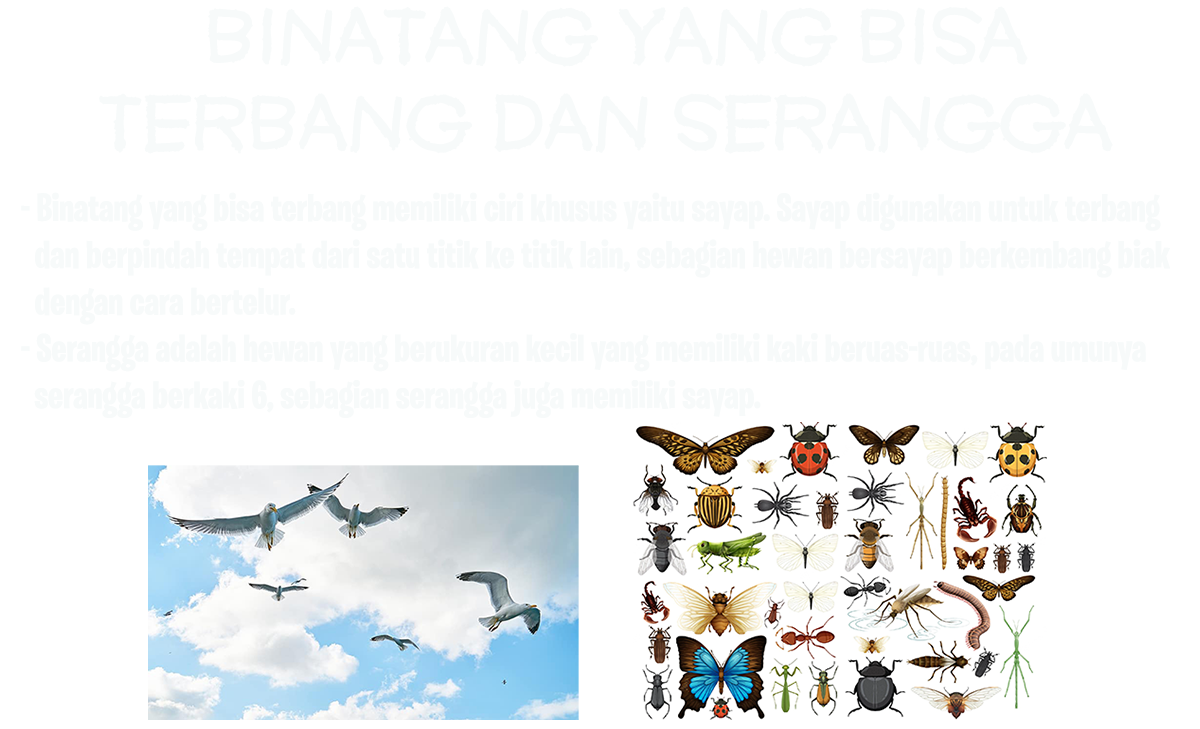 BINATANG YANG BISA
TERBANG DAN SERANGGA
- Binatang yang bisa terbang memiliki ciri khusus yaitu sayap. Sayap digunakan untuk terbang
dan berpindah tempat dari satu titik ke titik lain, sebagian hewan bersayap berkembang biak
dengan cara bertelur.
- Serangga adalah hewan yang berukuran kecil yang memiliki kaki beruas-ruas, pada umunya
serangga berkaki 6, sebagian serangga juga memiliki sayap.